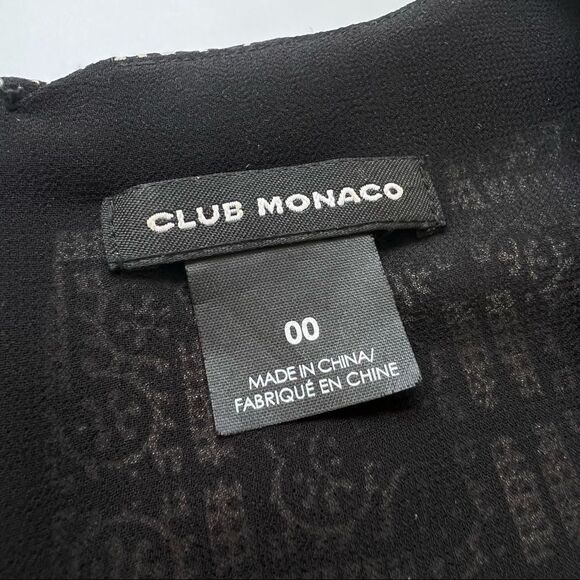 CLUB MONACO
00
MADE IN CHINA/
FABRIQUÉ EN CHINE